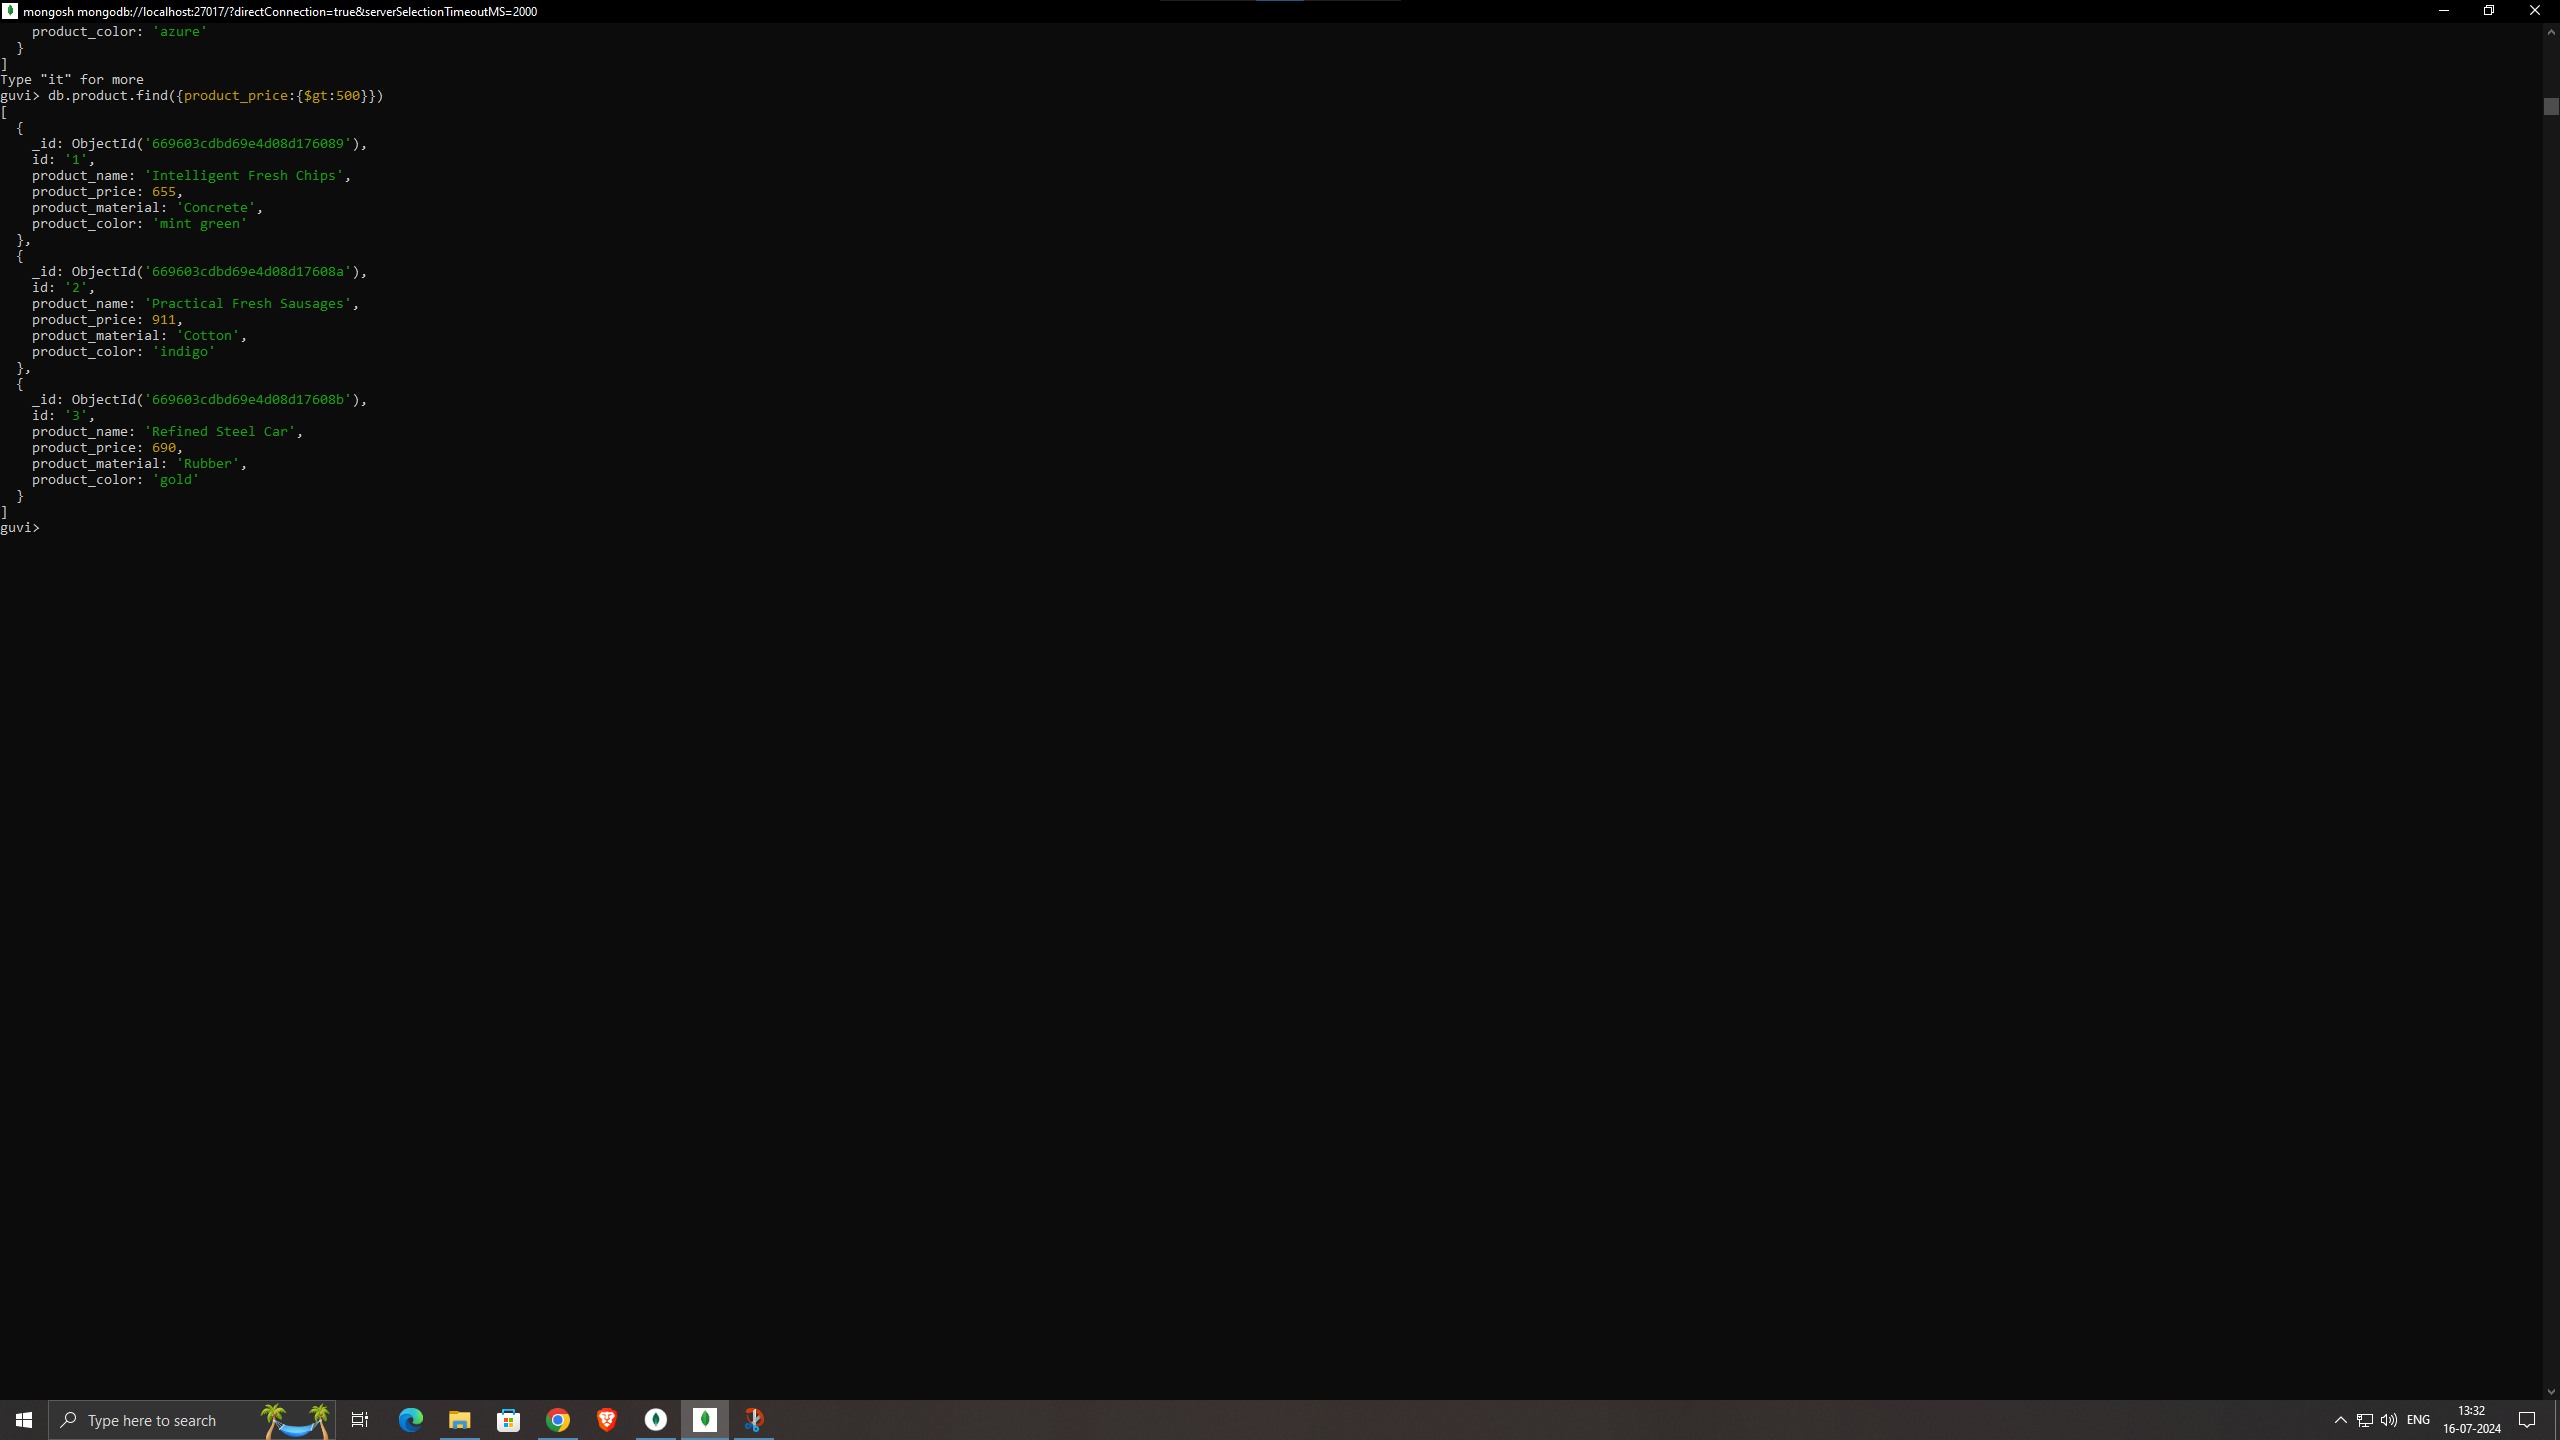 mongosh mongodb://localhost:27017/?directConnection=true&serverSelectionTimeoutMS=2000
    product_color: 'azure'
  }
]
Type "it" for more
guvi> db.product.find({product_price:{$gt:500}})
[
  {
    _id: ObjectId('669603cdbd69e4d08d176089'),
    id: '1',
    product_name: 'Intelligent Fresh Chips',
    product_price: 655,
    product_material: 'Concrete',
    product_color: 'mint green'
  },
  {
    _id: ObjectId('669603cdbd69e4d08d17608a'),
    id: '2',
    product_name: 'Practical Fresh Sausages',
    product_price: 911,
    product_material: 'Cotton',
    product_color: 'indigo'
  },
  {
    _id: ObjectId('669603cdbd69e4d08d17608b'),
    id: '3',
    product_name: 'Refined Steel Car',
    product_price: 690,
    product_material: 'Rubber',
    product_color: 'gold'
  }
]
guvi>
Type here to search
ENG
13:32
16-07-2024